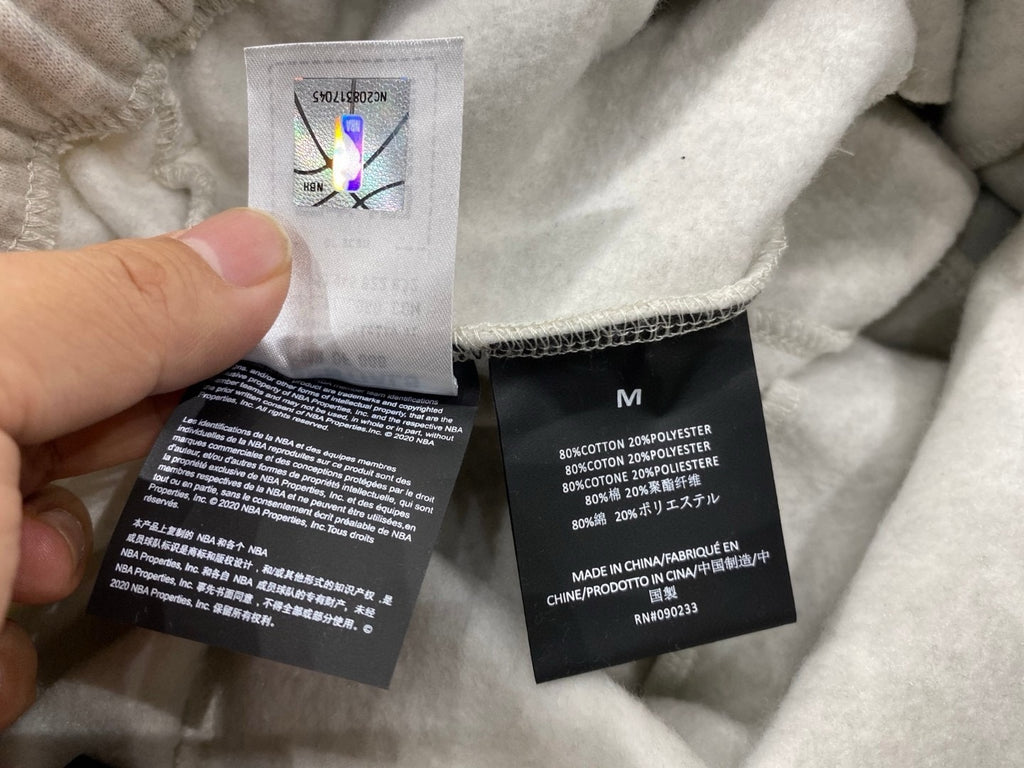 NC208317045
NBA
NBH
product are trademarks and copyrighted
and/or other forms of intellectual property, that are the
property of NBA Properties, Inc. and the respective NBA
member teams and may not be used, in whole or in part, without
prior written consent of NBA Properties,Inc. © 2020 NBA
Properties, Inc. All rights reserved.
Les identifications de la NBA et des équipes membres
individuelles de la NBA reproduites sur ce produit sont des
marques commerciales et des conceptions protégées par le droit
d'auteur, et/ou d'autres formes de propriété intellectuelle, qui sont
la propriété exclusive de NBA Properties, Inc. et des équipes
membres respectives de la NBA et ne peuvent être utilisées,en
tout ou en partie, sans le consentement écrit préalable de NBA
Properties, Inc. © 2020 NBA Properties, Inc.Tous droits
réservés.
本产品上复制的 NBA 和各个 NBA
成员球队标识是商标和版权设计，和/或其他形式的知识产权，是
NBA Properties, Inc. 和各自 NBA 成员球队的专有财产，未经
NBA Properties, Inc. 事先书面同意，不得全部或部分使用。©
2020 NBA Properties, Inc. 保留所有权利。
M
80%COTTON 20%POLYESTER
80%COTON 20%POLYESTER
80%COTONE 20%POLIESTERE
80%棉 20%聚酯纤维
80%綿 20%ポリエステル
MADE IN CHINA/FABRIQUÉ EN
CHINE/PRODOTTO IN CINA/中国制造/中
国製
RN#090233